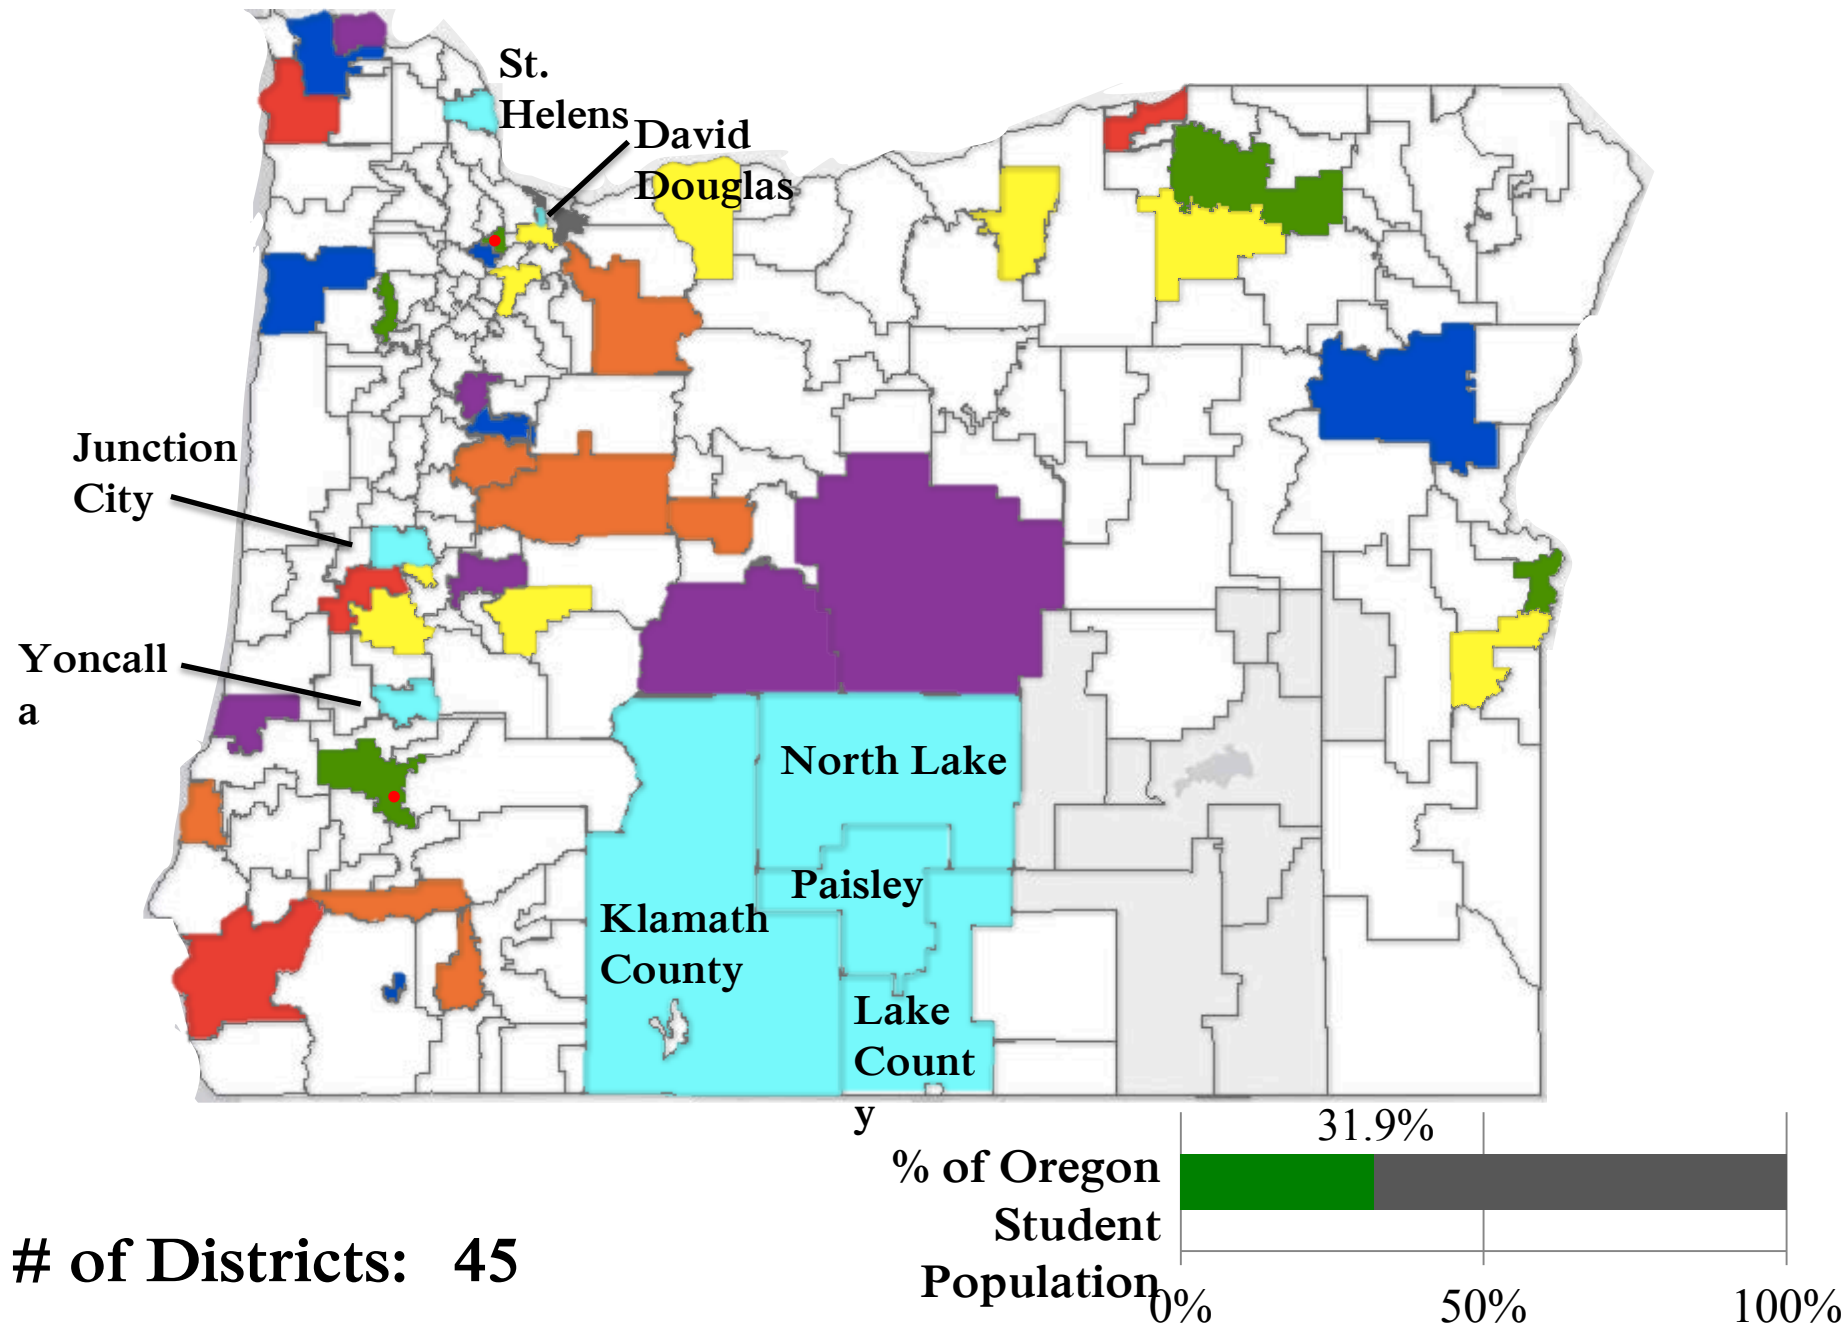 St.
Helens
David
Douglas
Junction
City
Yoncall
a
North Lake
Paisley
Klamath
County
Lake
Count
y
31.9%
% of Oregon
Student
Population
0% 50% 100%
# of Districts: 45